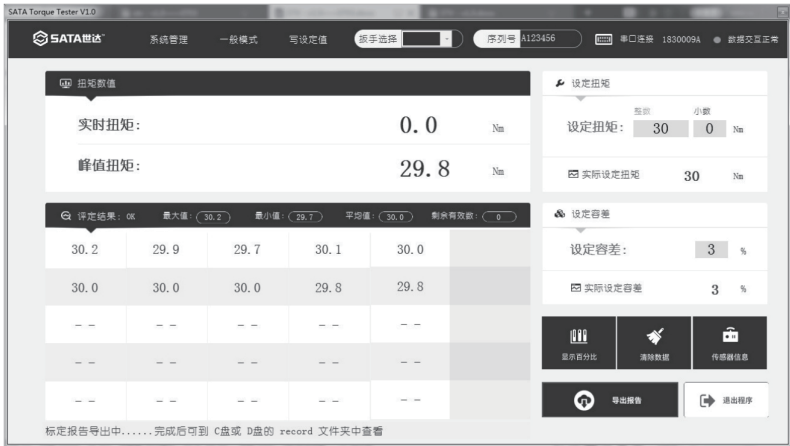 SATA Torque Tester V1.0
SATA世达 系统管理 一般模式 写设定值 扳手选择 序列号 A123456 串口连接 1830009A 数据交互正常
扭矩数值
实时扭矩: 0.0 Nm
峰值扭矩: 29.8 Nm
设定扭矩
整数 小数
设定扭矩: 30 0 Nm
实际设定扭矩 30 Nm
评定结果: OK 最大值: 30.2 最小值: 29.7 平均值: 30.0 剩余有效数: 0
30.2 29.9 29.7 30.1 30.0
30.0 30.0 30.0 29.8 29.8
-- -- -- -- --
-- -- -- -- --
-- -- -- -- --
设定容差
设定容差: 3 %
实际设定容差 3 %
显示百分比 清除数据 传感器信息
导出报告 退出程序
标定报告导出中......完成后可到 C盘或 D盘的 record 文件夹中查看